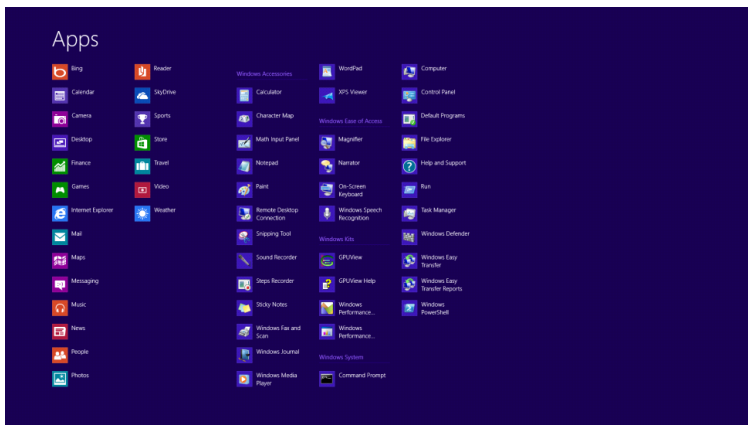 Apps
Bing
Calendar
Camera
Desktop
Finance
Games
Internet Explorer
Mail
Maps
Messaging
Music
News
People
Photos
Reader
SkyDrive
Sports
Store
Travel
Video
Weather
Windows Accessories
Calculator
Character Map
Math Input Panel
Notepad
Paint
Remote Desktop
Connection
Snipping Tool
Sound Recorder
Steps Recorder
Sticky Notes
Windows Fax and
Scan
Windows Journal
Windows Media
Player
WordPad
XPS Viewer
Windows Ease of Access
Magnifier
Narrator
On-Screen
Keyboard
Windows Speech
Recognition
Windows Kits
GPUView
GPUView Help
Windows
Performance...
Windows
Performance...
Windows System
Command Prompt
Computer
Control Panel
Default Programs
File Explorer
Help and Support
Run
Task Manager
Windows Defender
Windows Easy
Transfer
Windows Easy
Transfer Reports
Windows
PowerShell